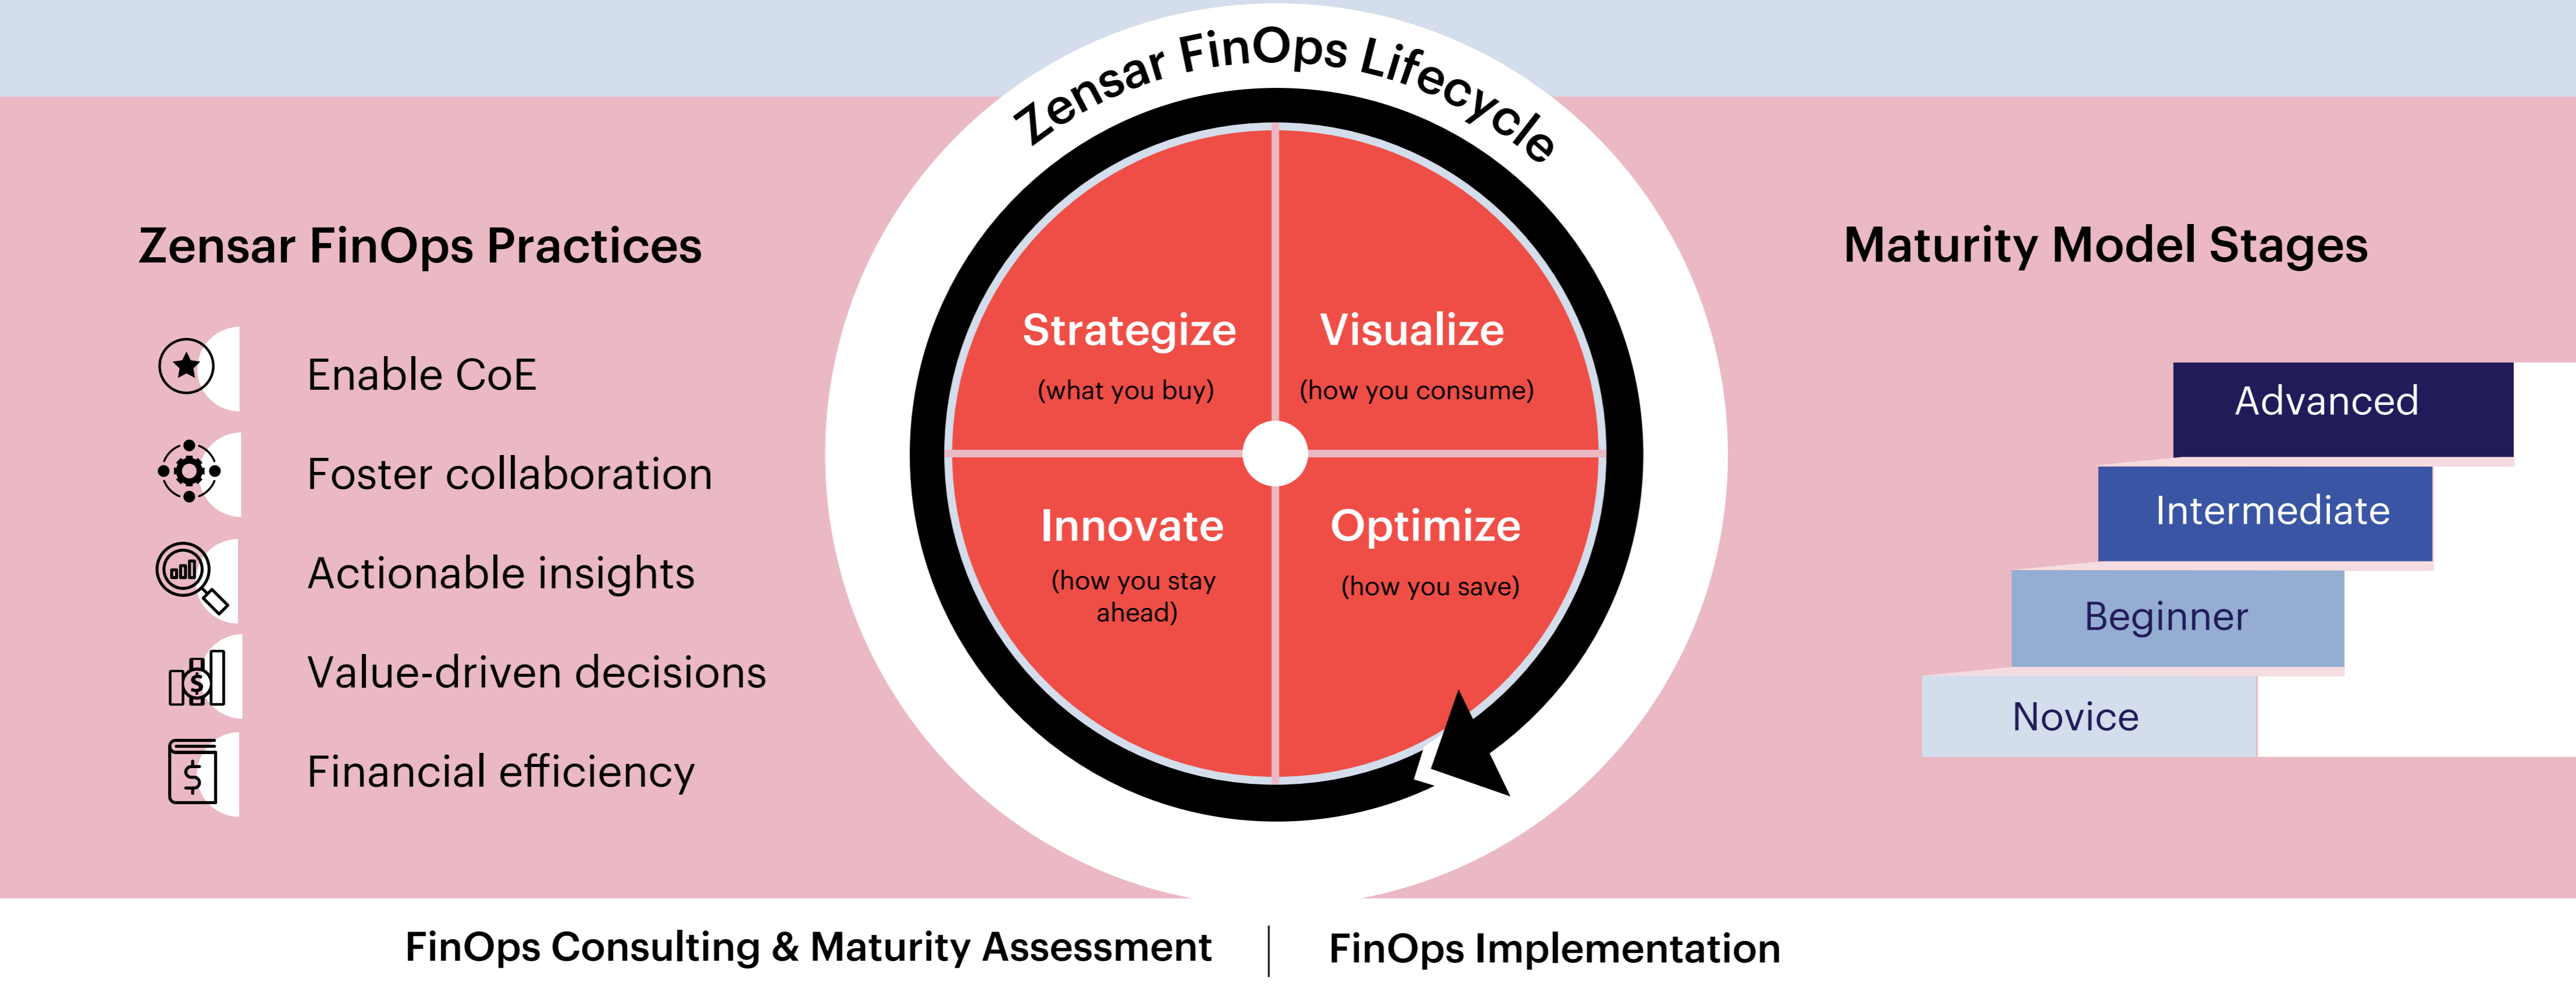 Zensar FinOps Lifecycle
Zensar FinOps Practices
Enable CoE
Foster collaboration
Actionable insights
Value-driven decisions
$
Financial efficiency
$
Strategize
(what you buy)
Visualize
(how you consume)
Innovate
(how you stay
ahead)
Optimize
(how you save)
Maturity Model Stages
Advanced
Intermediate
Beginner
Novice
FinOps Consulting & Maturity Assessment
FinOps Implementation